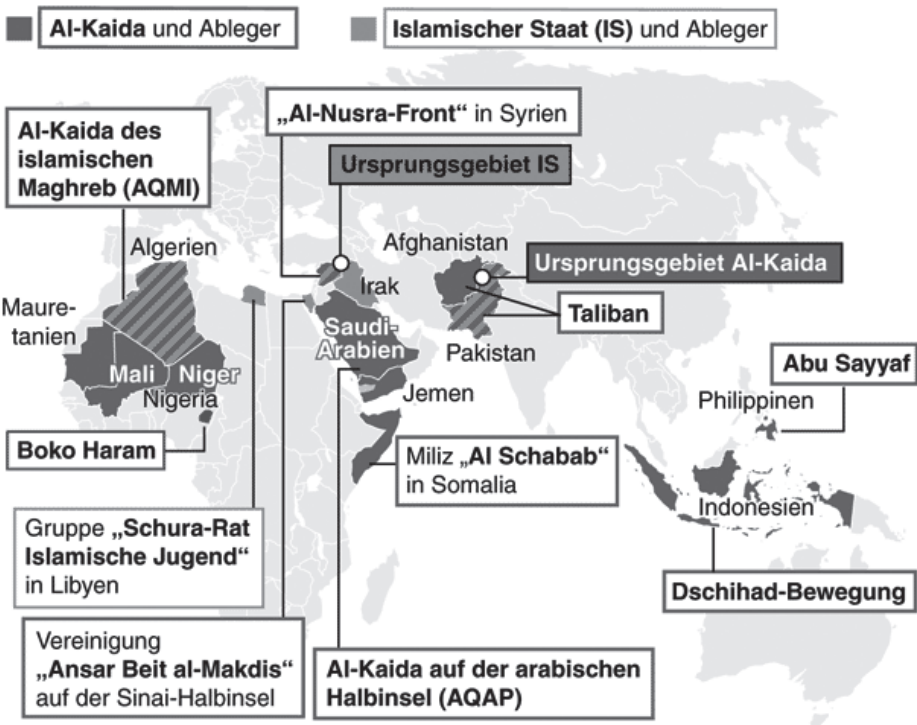 Al-Kaida und Ableger
Islamischer Staat (IS) und Ableger
„Al-Nusra-Front“ in Syrien
Al-Kaida des
islamischen
Maghreb (AQMI)
Ursprungsgebiet IS
Algerien
Afghanistan
Ursprungsgebiet Al-Kaida
Irak
Maure-
tanien
Taliban
Saudi-
Arabien
Pakistan
Mali
Niger
Abu Sayyaf
Nigeria
Jemen
Philippinen
Boko Haram
Miliz „Al Schabab“
in Somalia
Indonesien
Gruppe „Schura-Rat
Islamische Jugend“
in Libyen
Dschihad-Bewegung
Vereinigung
„Ansar Beit al-Makdis“
auf der Sinai-Halbinsel
Al-Kaida auf der arabischen
Halbinsel (AQAP)